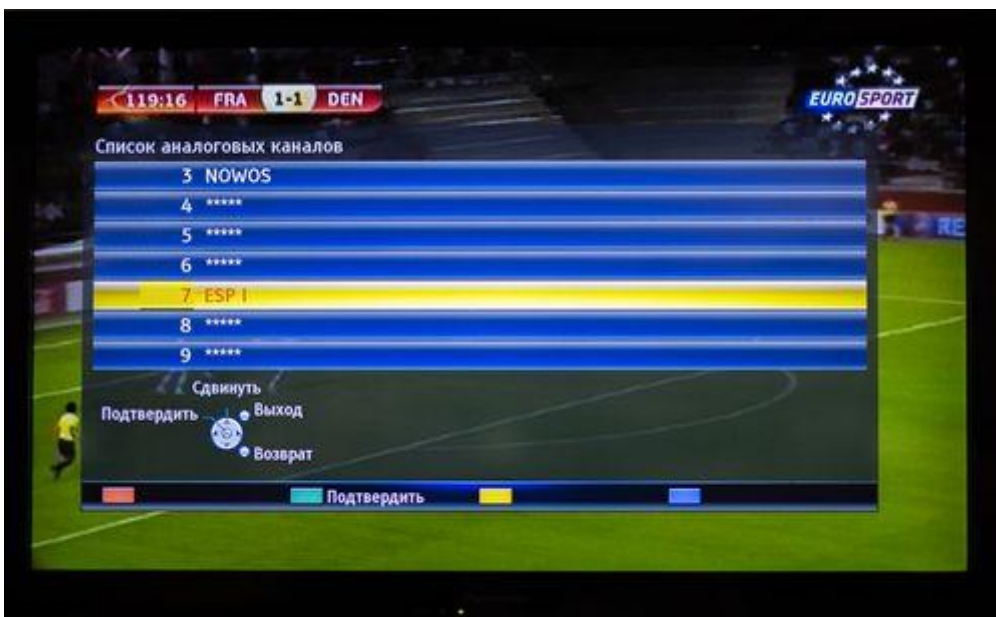 119:16 FRA 1-1 DEN
EUROSPORT
Список аналоговых каналов
3 NOWOS
4 *****
5 *****
6 *****
7 ESP I
8 *****
9 *****
Сдвинуть
Подтвердить
Выход
Возврат
Подтвердить
RE